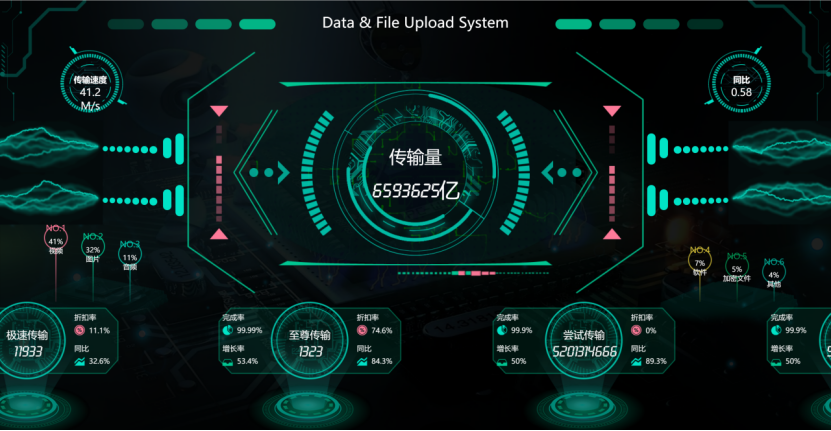 Data & File Upload System
传输速度
41.2
M/s
同比
0.58
传输量
6593625亿
NO.1
41%
视频
NO.2
32%
图片
NO.3
11%
音频
NO.4
7%
软件
NO.5
5%
加密文件
NO.6
4%
其他
极速传输
11933
折扣率
11.1%
同比
32.6%
完成率
99.99%
增长率
53.4%
至尊传输
1323
折扣率
74.6%
同比
84.3%
完成率
99.9%
增长率
50%
尝试传输
5201314666
折扣率
0%
同比
89.3%
完成率
99.9%
增长率
50%